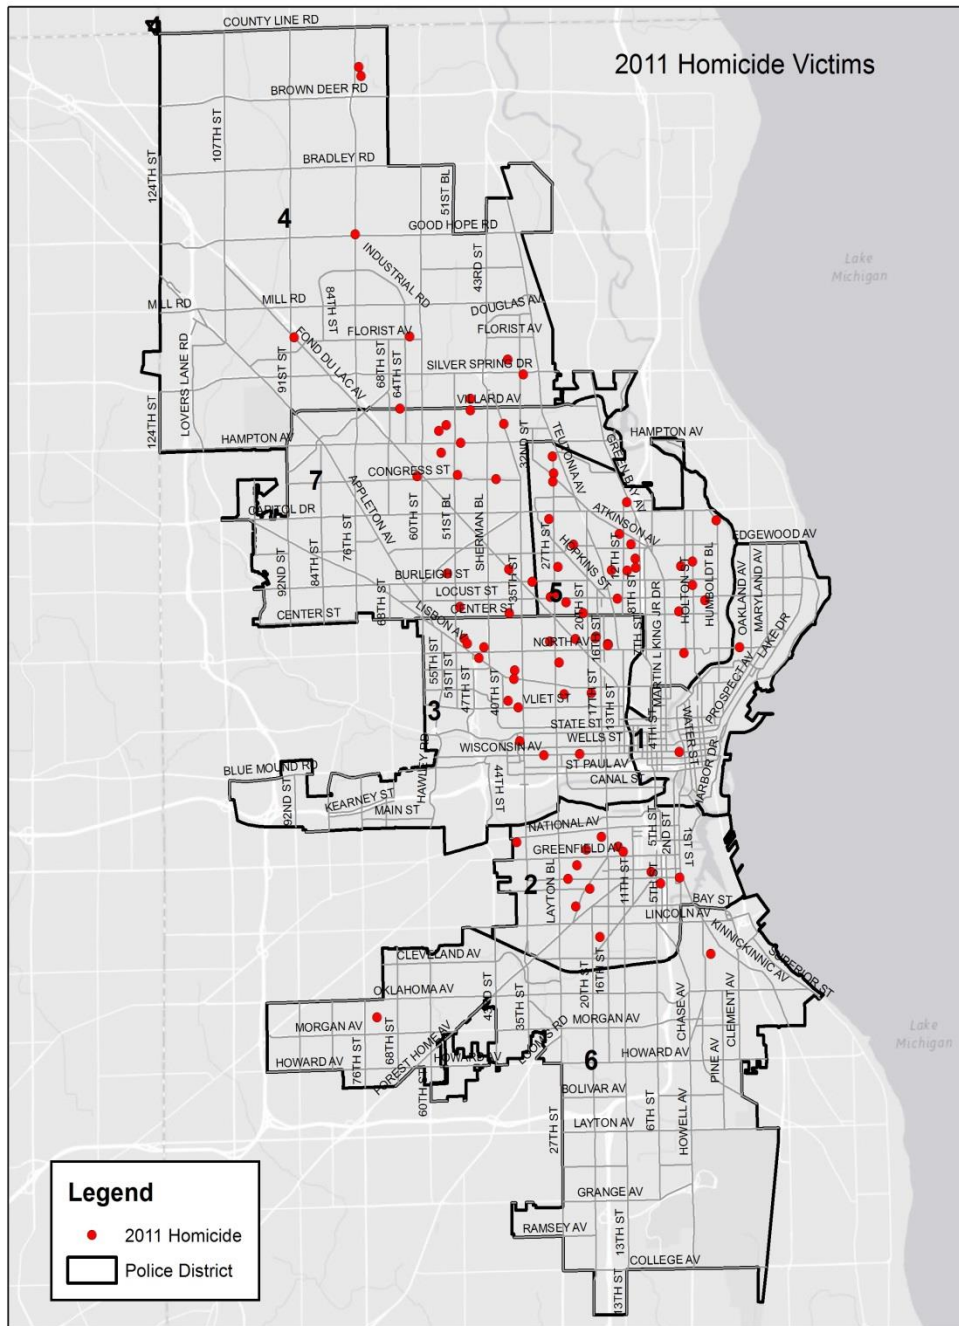 COUNTY LINE RD
2011 Homicide Victims
BROWN DEER RD
107TH ST
BRADLEY RD
124TH ST
51ST BL
4
GOOD HOPE RD
INDUSTRIAL RD
43RD ST
MILL RD
MILL RD
84TH ST
DOUGLAS AV
FLORIST AV
FLORIST AV
LOVERS LANE RD
FOND DU LAC AV
91ST ST
68TH ST
64TH ST
SILVER SPRING DR
VILLARD AV
124TH ST
HAMPTON AV
32ND ST
TEUTONIA AV
GREEN BAY AV
HAMPTON AV
7
CONGRESS ST
APPLETON AV
CAPITOL DR
76TH ST
60TH ST
51ST BL
SHERMAN BL
27TH ST
ATKINSON AV
HOPKINS ST
12TH ST
EDGEWOOD AV
92ND ST
84TH ST
BURLEIGH ST
35TH ST
LOCUST ST
5
20TH ST
8TH ST
HOLTON ST
HUMBOLDT BL
OAKLAND AV
MARYLAND AV
LAKE DR
CENTER ST
68TH ST
CENTER ST
LISBON AV
NORTH AV
16TH ST
7TH ST
MARTIN L KING JR DR
55TH ST
51ST ST
47TH ST
40TH ST
VLIET ST
17TH ST
13TH ST
PROSPECT AV
3
STATE ST
WELLS ST
1
4TH ST
WATER ST
WISCONSIN AV
ST PAUL AV
CANAL ST
HARBOR DR
BLUE MOUND RD
HAWLEY RD
44TH ST
92ND ST
KEARNEY ST
MAIN ST
NATIONAL AV
5TH ST
2ND ST
1ST ST
GREENFIELD AV
2
LAYTON BL
11TH ST
5TH ST
BAY ST
LINCOLN AV
KINNICKINNIC AV
SUPERIOR ST
CLEVELAND AV
20TH ST
16TH ST
OKLAHOMA AV
43RD ST
35TH ST
CHASE AV
CLEMENT AV
MORGAN AV
MORGAN AV
76TH ST
68TH ST
FOREST HOME AV
LOOMIS RD
HOWARD AV
HOWARD AV
HOWARD AV
6
PINE AV
60TH ST
BOLIVAR AV
27TH ST
LAYTON AV
6TH ST
HOWELL AV
GRANGE AV
RAMSEY AV
13TH ST
COLLEGE AV
13TH ST
Lake
Michigan
Lake
Michigan
Legend
2011 Homicide
Police District